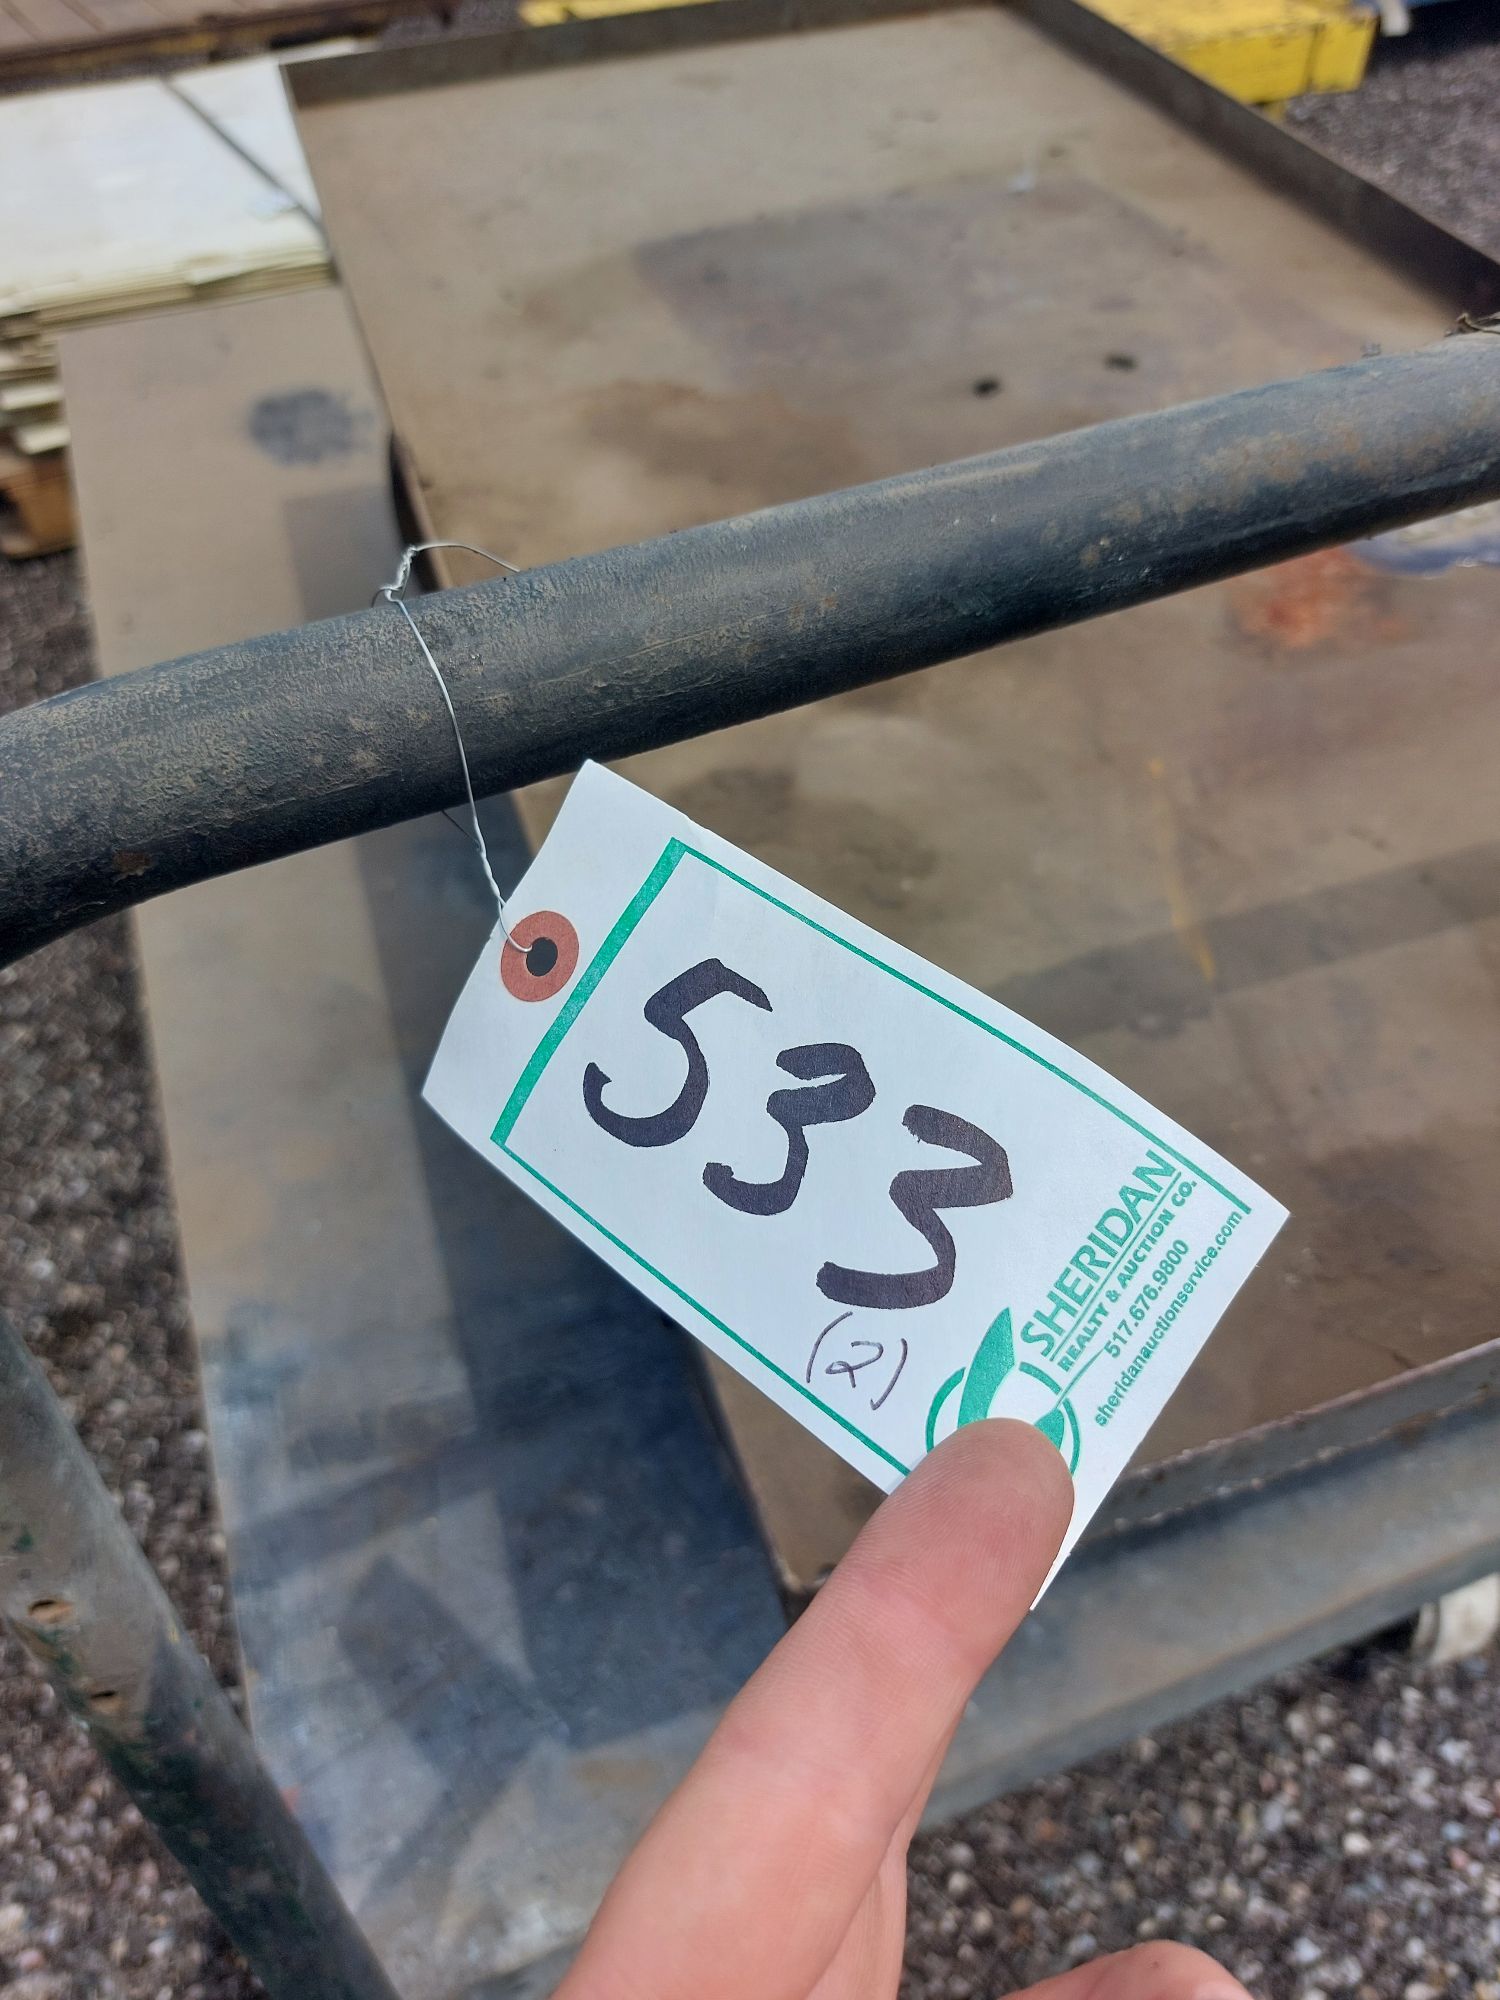 533
(2)
SHERIDAN
REALTY & AUCTION CO.
517.676.9800
sheridanauctionservice.com